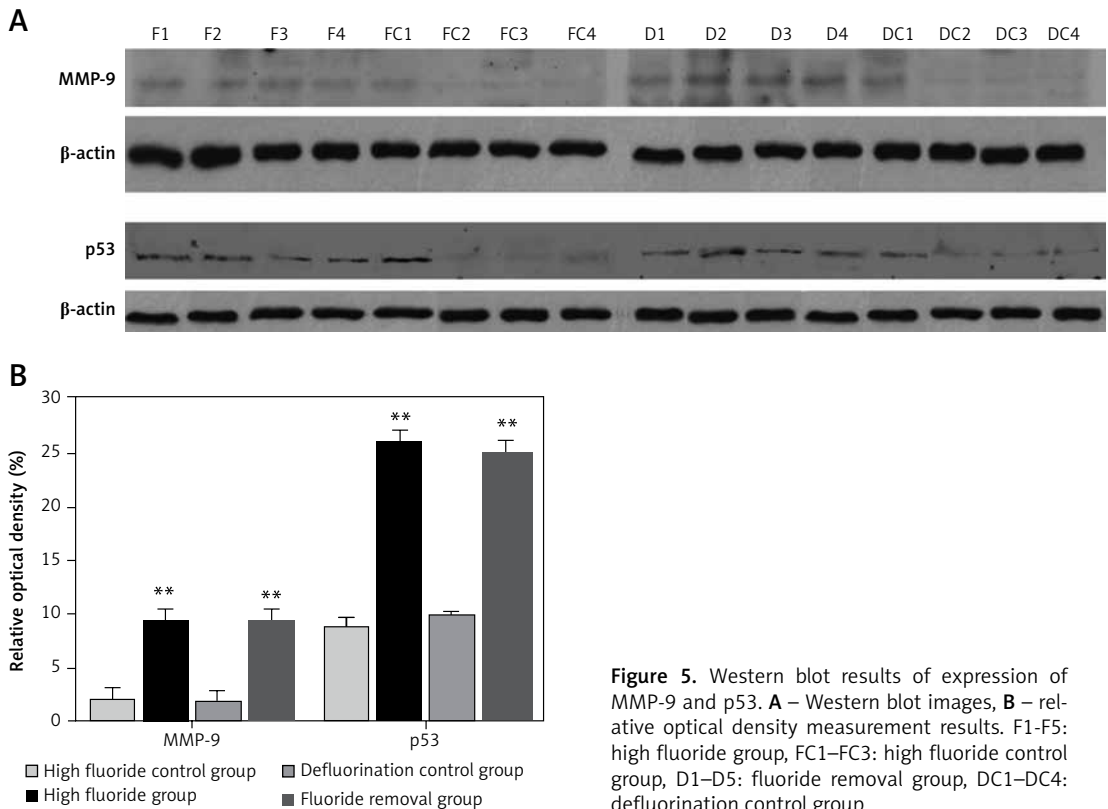 A
F1 F2 F3 F4 FC1 FC2 FC3 FC4 D1 D2 D3 D4 DC1 DC2 DC3 DC4
MMP-9
β-actin
p53
β-actin
B
Relative optical density (%)
30
25
20
15
10
5
0
** ** ** **
MMP-9 p53
High fluoride control group
High fluoride group
Defluorination control group
Fluoride removal group
Figure 5. Western blot results of expression of
MMP-9 and p53. A – Western blot images, B – rel-
ative optical density measurement results. F1-F5:
high fluoride group, FC1–FC3: high fluoride control
group, D1–D5: fluoride removal group, DC1–DC4:
defluorination control group